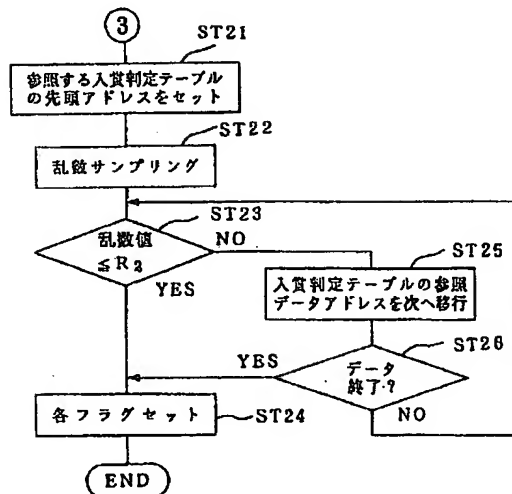 3
ST21
参照する入賞判定テーブル
の先頭アドレスをセット
ST22
乱数サンプリング
ST23
乱数値
≦R2
NO
YES
ST25
入賞判定テーブルの参照
データアドレスを次へ移行
ST26
データ
終了?
YES
NO
各フラグセット
ST24
END